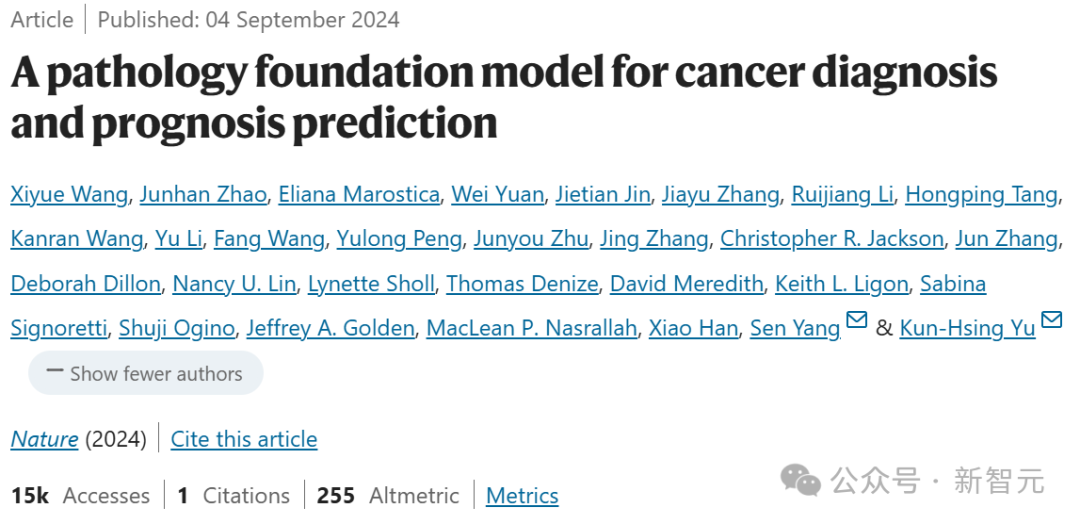 Article | Published: 04 September 2024
A pathology foundation model for cancer diagnosis
and prognosis prediction
Xiyue Wang, Junhan Zhao, Eliana Marostica, Wei Yuan, Jietian Jin, Jiayu Zhang, Ruijiang Li, Hongping Tang,
Kanran Wang, Yu Li, Fang Wang, Yulong Peng, Junyou Zhu, Jing Zhang, Christopher R. Jackson, Jun Zhang,
Deborah Dillon, Nancy U. Lin, Lynette Sholl, Thomas Denize, David Meredith, Keith L. Ligon, Sabina
Signoretti, Shuji Ogino, Jeffrey A. Golden, MacLean P. Nasrallah, Xiao Han, Sen Yang & Kun-Hsing Yu
— Show fewer authors
Nature (2024) | Cite this article
15k Accesses | 1 Citations | 255 Altmetric | Metrics
公众号 · 新智元